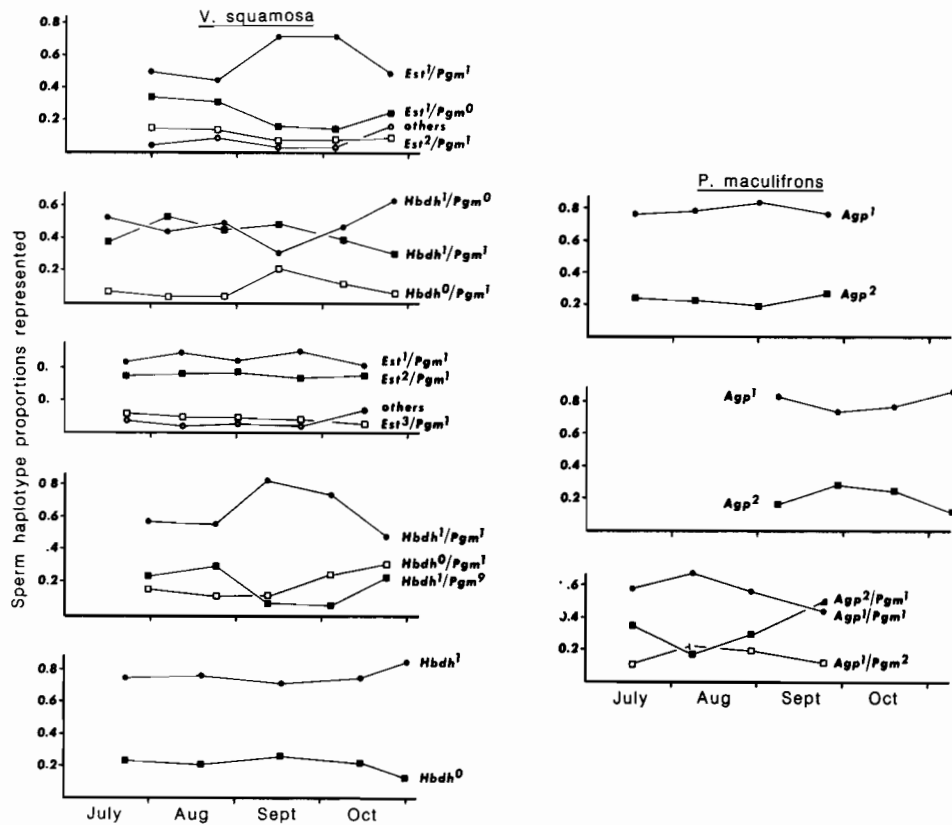 V. squamosa
0.8
0.6
0.4
0.2
Est¹/Pgm¹
Est¹/Pgm⁰
others
Est²/Pgm¹
0.6
0.4
0.2
Hbdh¹/Pgm⁰
Hbdh¹/Pgm¹
Hbdh⁰/Pgm¹
0.
0.
Est¹/Pgm¹
Est²/Pgm¹
others
Est³/Pgm¹
0.8
0.6
.4
0.2
Hbdh¹/Pgm¹
Hbdh⁰/Pgm¹
Hbdh¹/Pgm⁹
0.8
0.6
0.4
0.2
Hbdh¹
Hbdh⁰
July Aug Sept Oct
Sperm haplotype proportions represented
P. maculifrons
0.8
0.6
0.4
0.2
Agp¹
Agp²
0.8
0.6
0.4
0.2
Agp¹
Agp²
.6
0.4
0.2
Agp²/Pgm¹
Agp¹/Pgm¹
Agp¹/Pgm²
July Aug Sept Oct